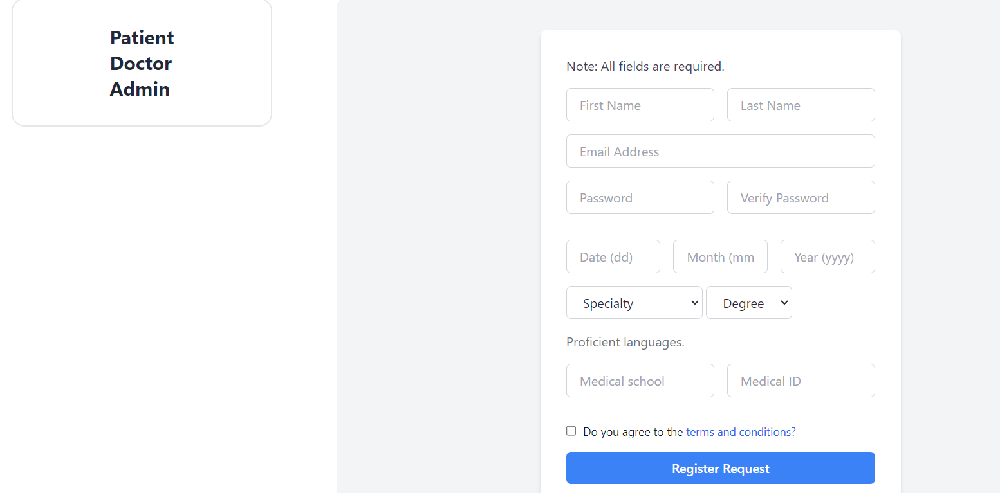 Patient
Doctor
Admin
Note: All fields are required.
First Name Last Name
Email Address
Password Verify Password
Date (dd) Month (mm Year (yyyy)
Specialty Degree
Proficient languages.
Medical school Medical ID
Do you agree to the terms and conditions?
Register Request